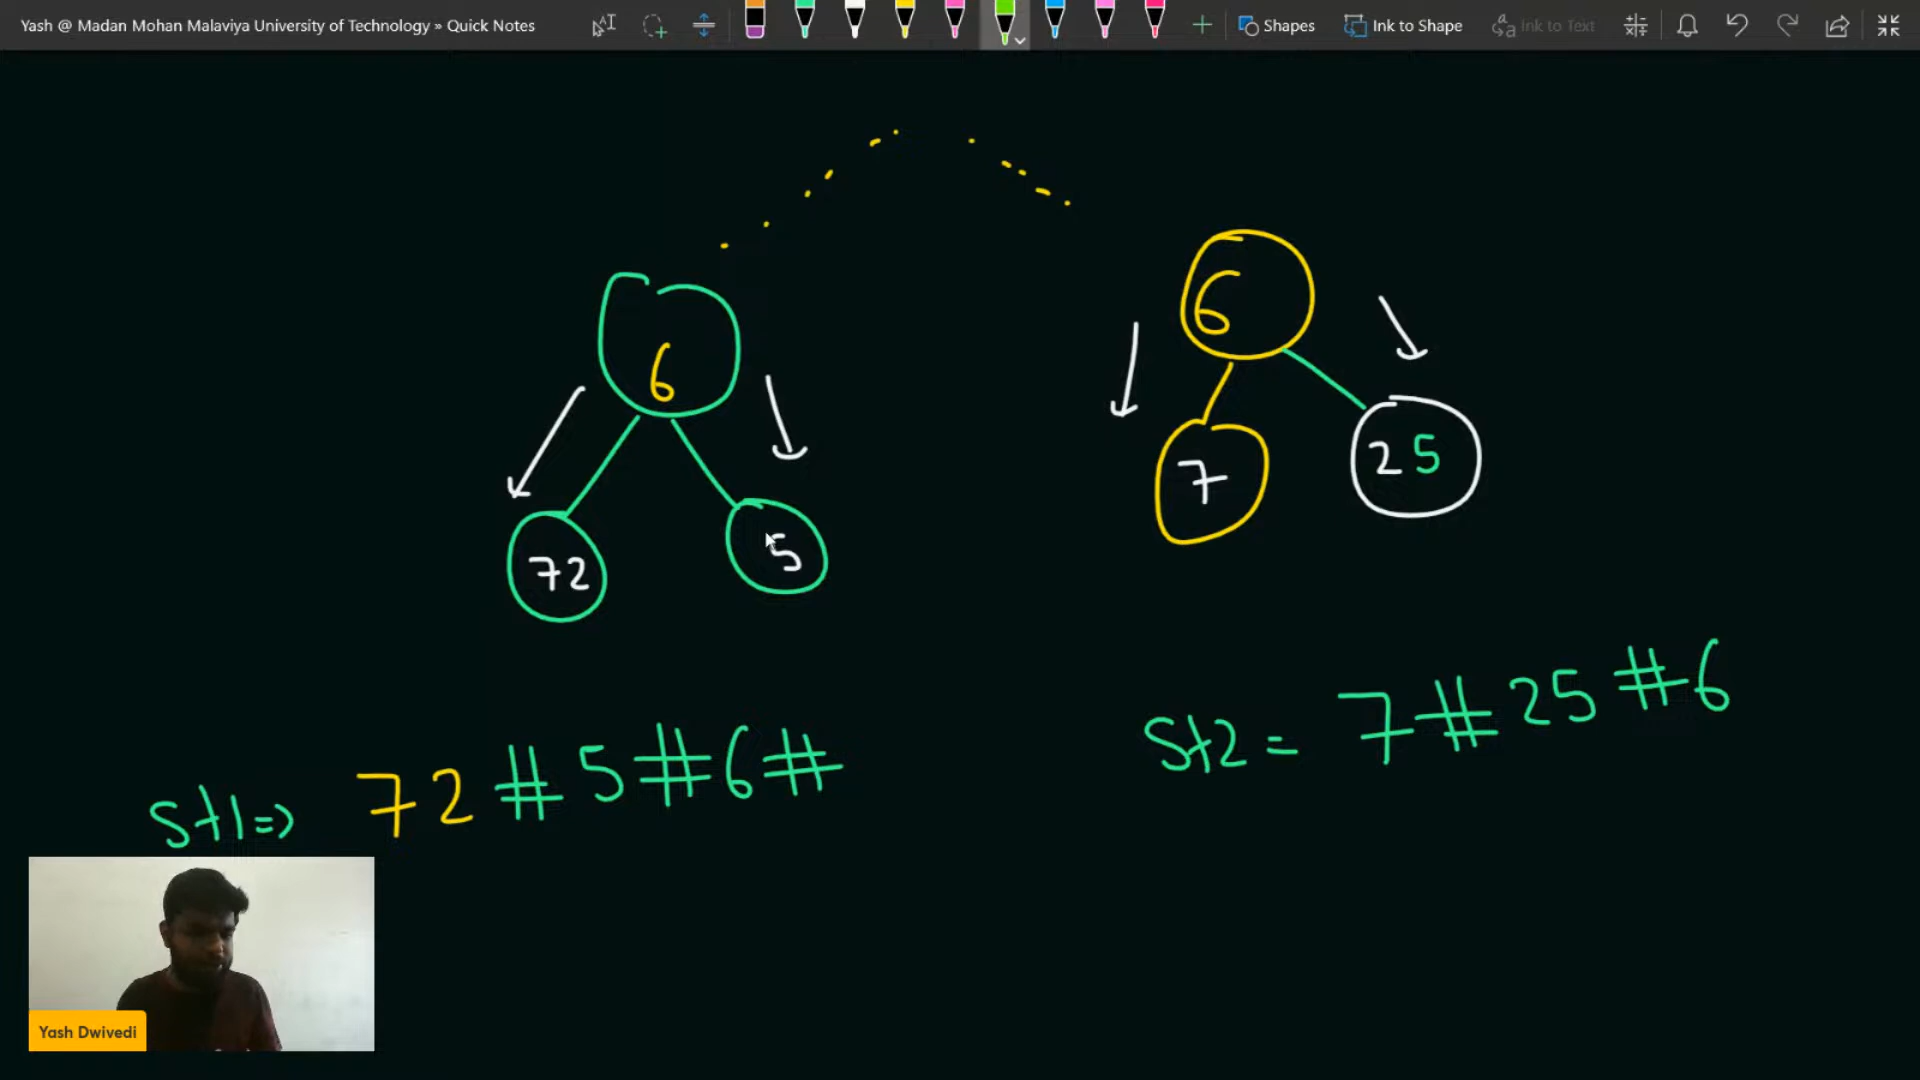 Yash @ Madan Mohan Malaviya University of Technology » Quick Notes
Shapes
Ink to Shape
Ink to Text
6
6
7
25
72
5
St2 = 7#25#6
St1=> 72#5#6#
Yash Dwivedi